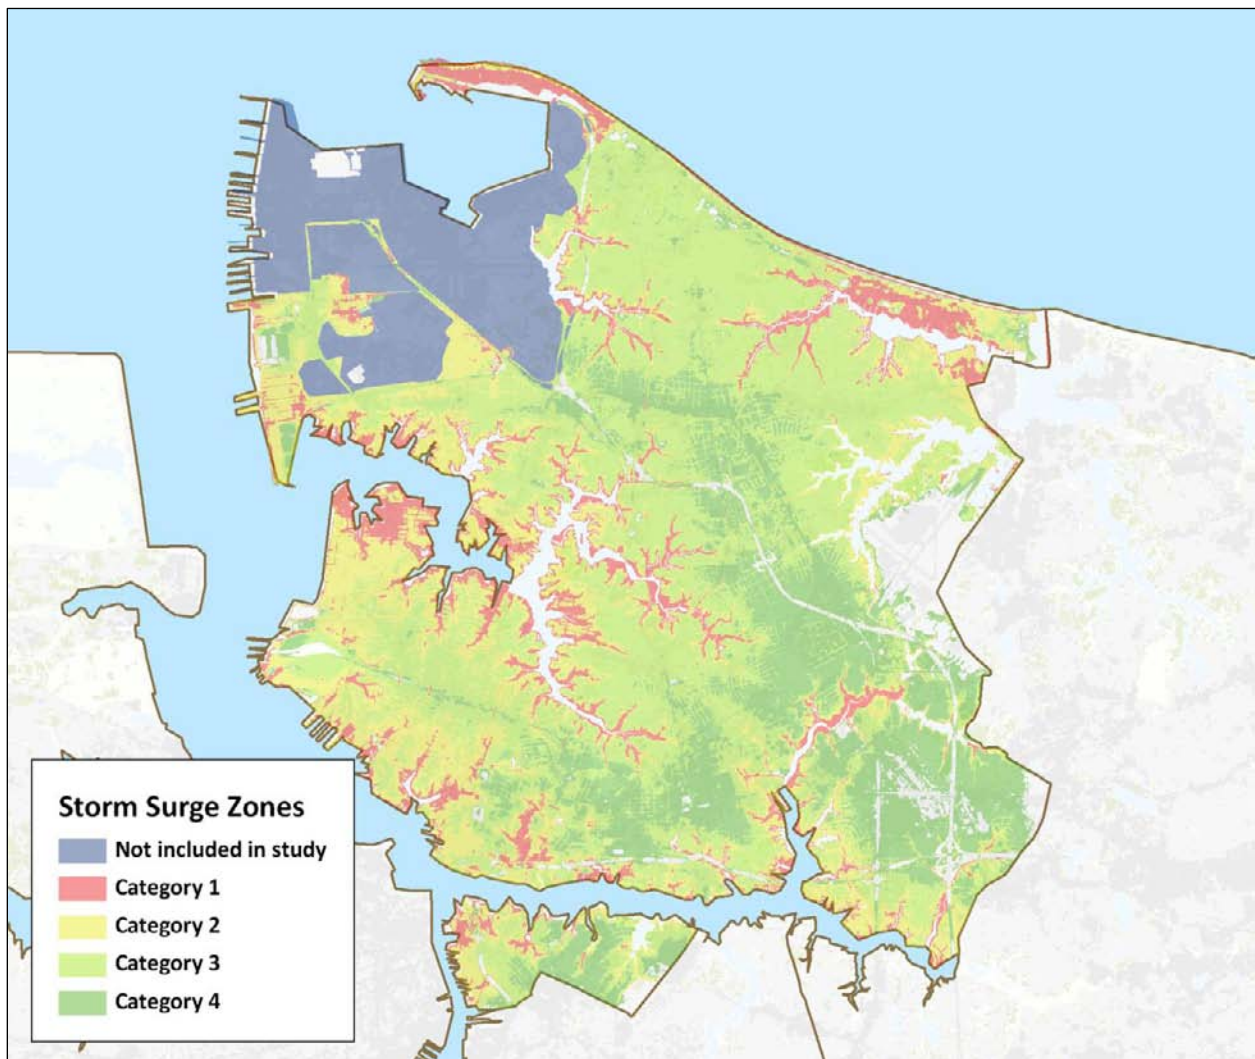 Storm Surge Zones
Not included in study
Category 1
Category 2
Category 3
Category 4